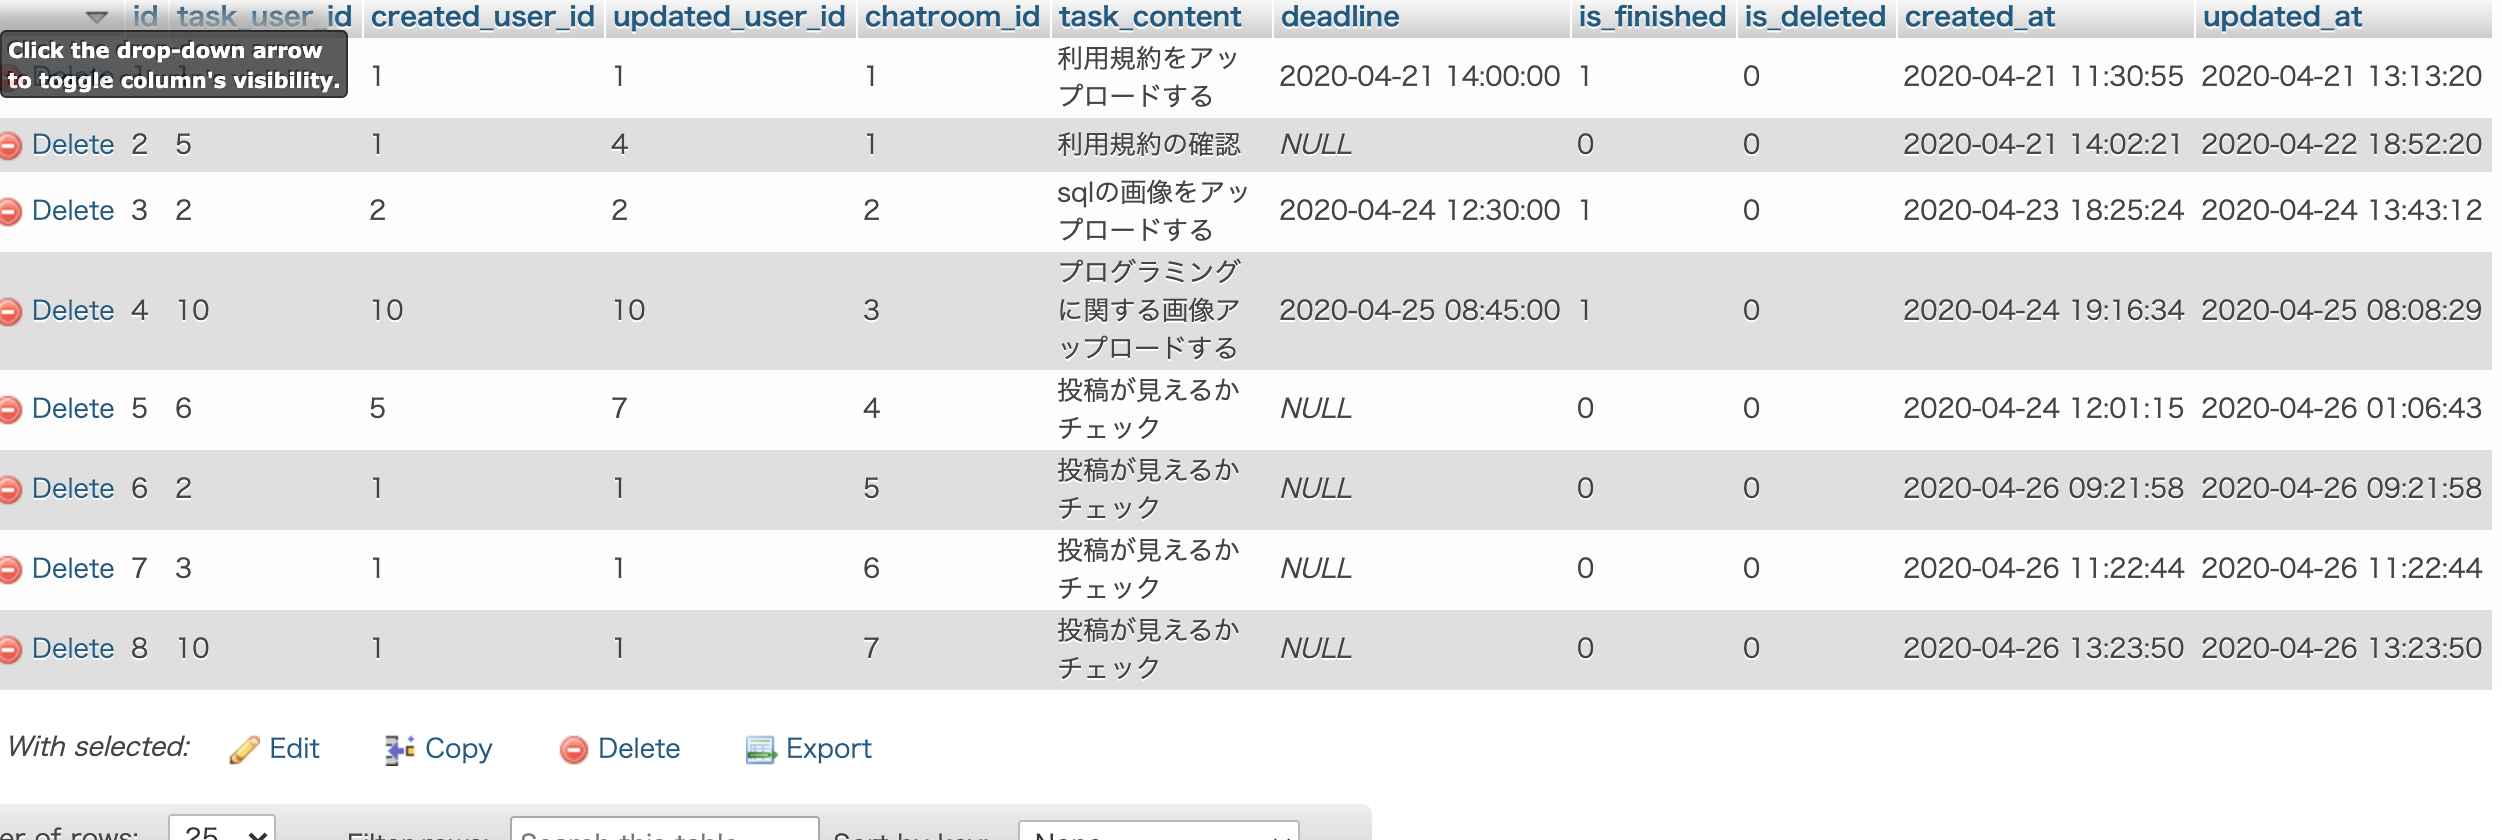 id task_user_id created_user_id updated_user_id chatroom_id task_content deadline is_finished is_deleted created_at updated_at
Click the drop-down arrow
to toggle column's visibility.
1 1 1 利用規約をアッ
プロードする 2020-04-21 14:00:00 1 0 2020-04-21 11:30:55 2020-04-21 13:13:20
Delete 2 5 1 4 1 利用規約の確認 NULL 0 0 2020-04-21 14:02:21 2020-04-22 18:52:20
Delete 3 2 2 2 2 sqlの画像をアッ
プロードする 2020-04-24 12:30:00 1 0 2020-04-23 18:25:24 2020-04-24 13:43:12
Delete 4 10 10 10 3 プログラミング
に関する画像ア
ップロードする 2020-04-25 08:45:00 1 0 2020-04-24 19:16:34 2020-04-25 08:08:29
Delete 5 6 5 7 4 投稿が見えるか
チェック NULL 0 0 2020-04-24 12:01:15 2020-04-26 01:06:43
Delete 6 2 1 1 5 投稿が見えるか
チェック NULL 0 0 2020-04-26 09:21:58 2020-04-26 09:21:58
Delete 7 3 1 1 6 投稿が見えるか
チェック NULL 0 0 2020-04-26 11:22:44 2020-04-26 11:22:44
Delete 8 10 1 1 7 投稿が見えるか
チェック NULL 0 0 2020-04-26 13:23:50 2020-04-26 13:23:50
With selected: Edit Copy Delete Export
er of rows: 25 Filter rows: Search this table Sort by key: None